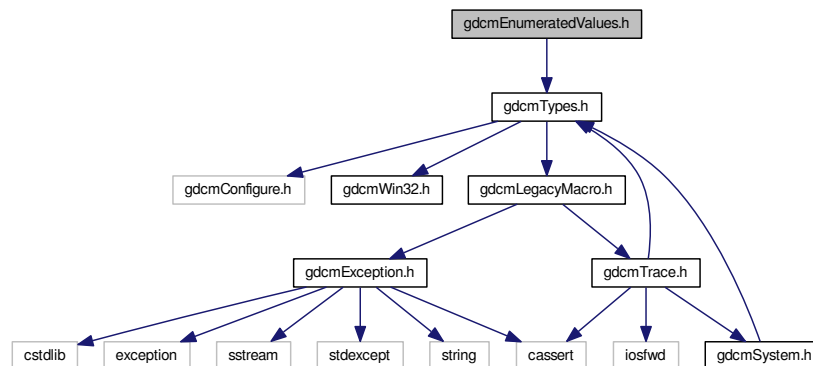 gdcmEnumeratedValues.h
gdcmTypes.h
gdcmConfigure.h
gdcmWin32.h
gdcmLegacyMacro.h
gdcmException.h
gdcmTrace.h
cstdlib
exception
sstream
stdexcept
string
cassert
iosfwd
gdcmSystem.h